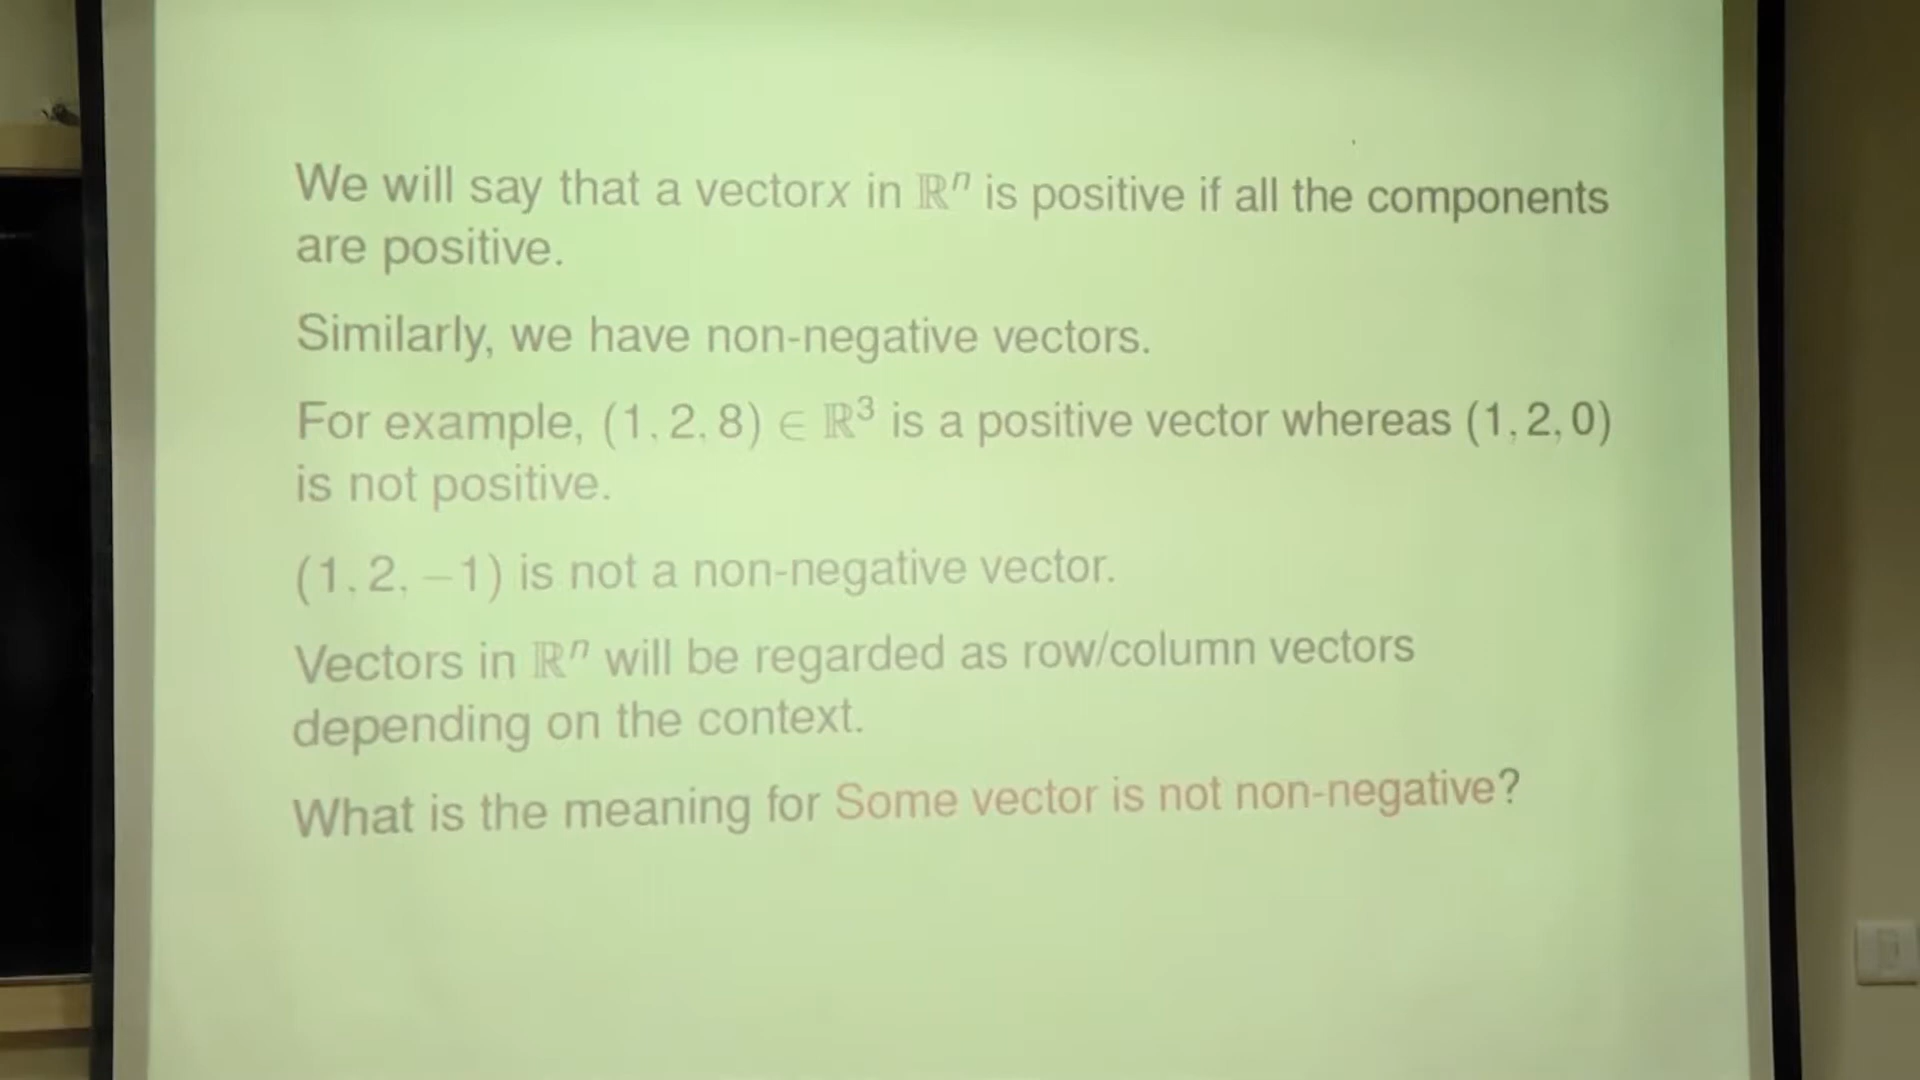 We will say that a vectorx in ℝⁿ is positive if all the components
are positive.
Similarly, we have non-negative vectors.
For example, (1, 2, 8) ∈ ℝ³ is a positive vector whereas (1, 2, 0)
is not positive.
(1, 2, −1) is not a non-negative vector.
Vectors in ℝⁿ will be regarded as row/column vectors
depending on the context.
What is the meaning for Some vector is not non-negative?